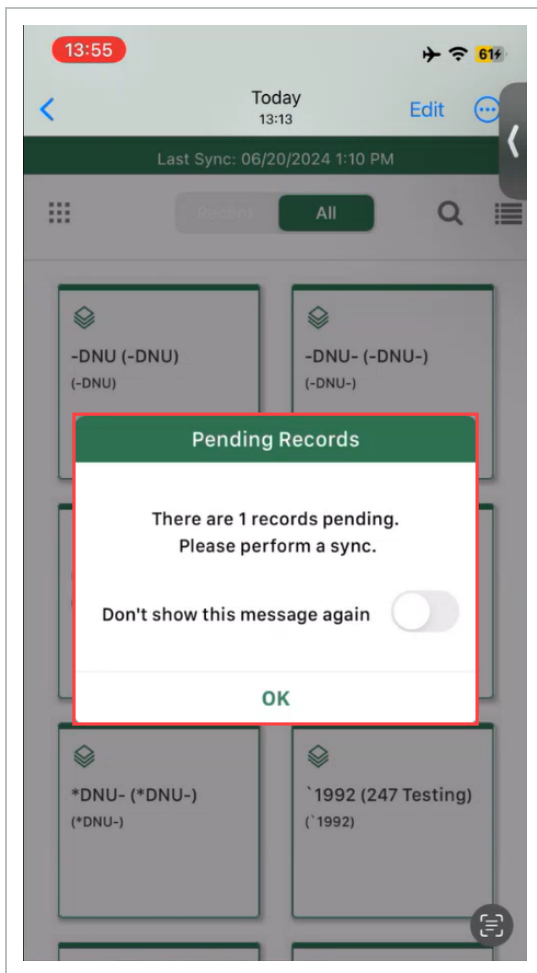 13:55
61
Today
13:13
Edit
Last Sync: 06/20/2024 1:10 PM
Recent
All
-DNU (-DNU)
(-DNU)
-DNU- (-DNU-)
(-DNU-)
Pending Records
There are 1 records pending.
Please perform a sync.
Don't show this message again
OK
*DNU- (*DNU-)
(*DNU-)
`1992 (247 Testing)
(`1992)